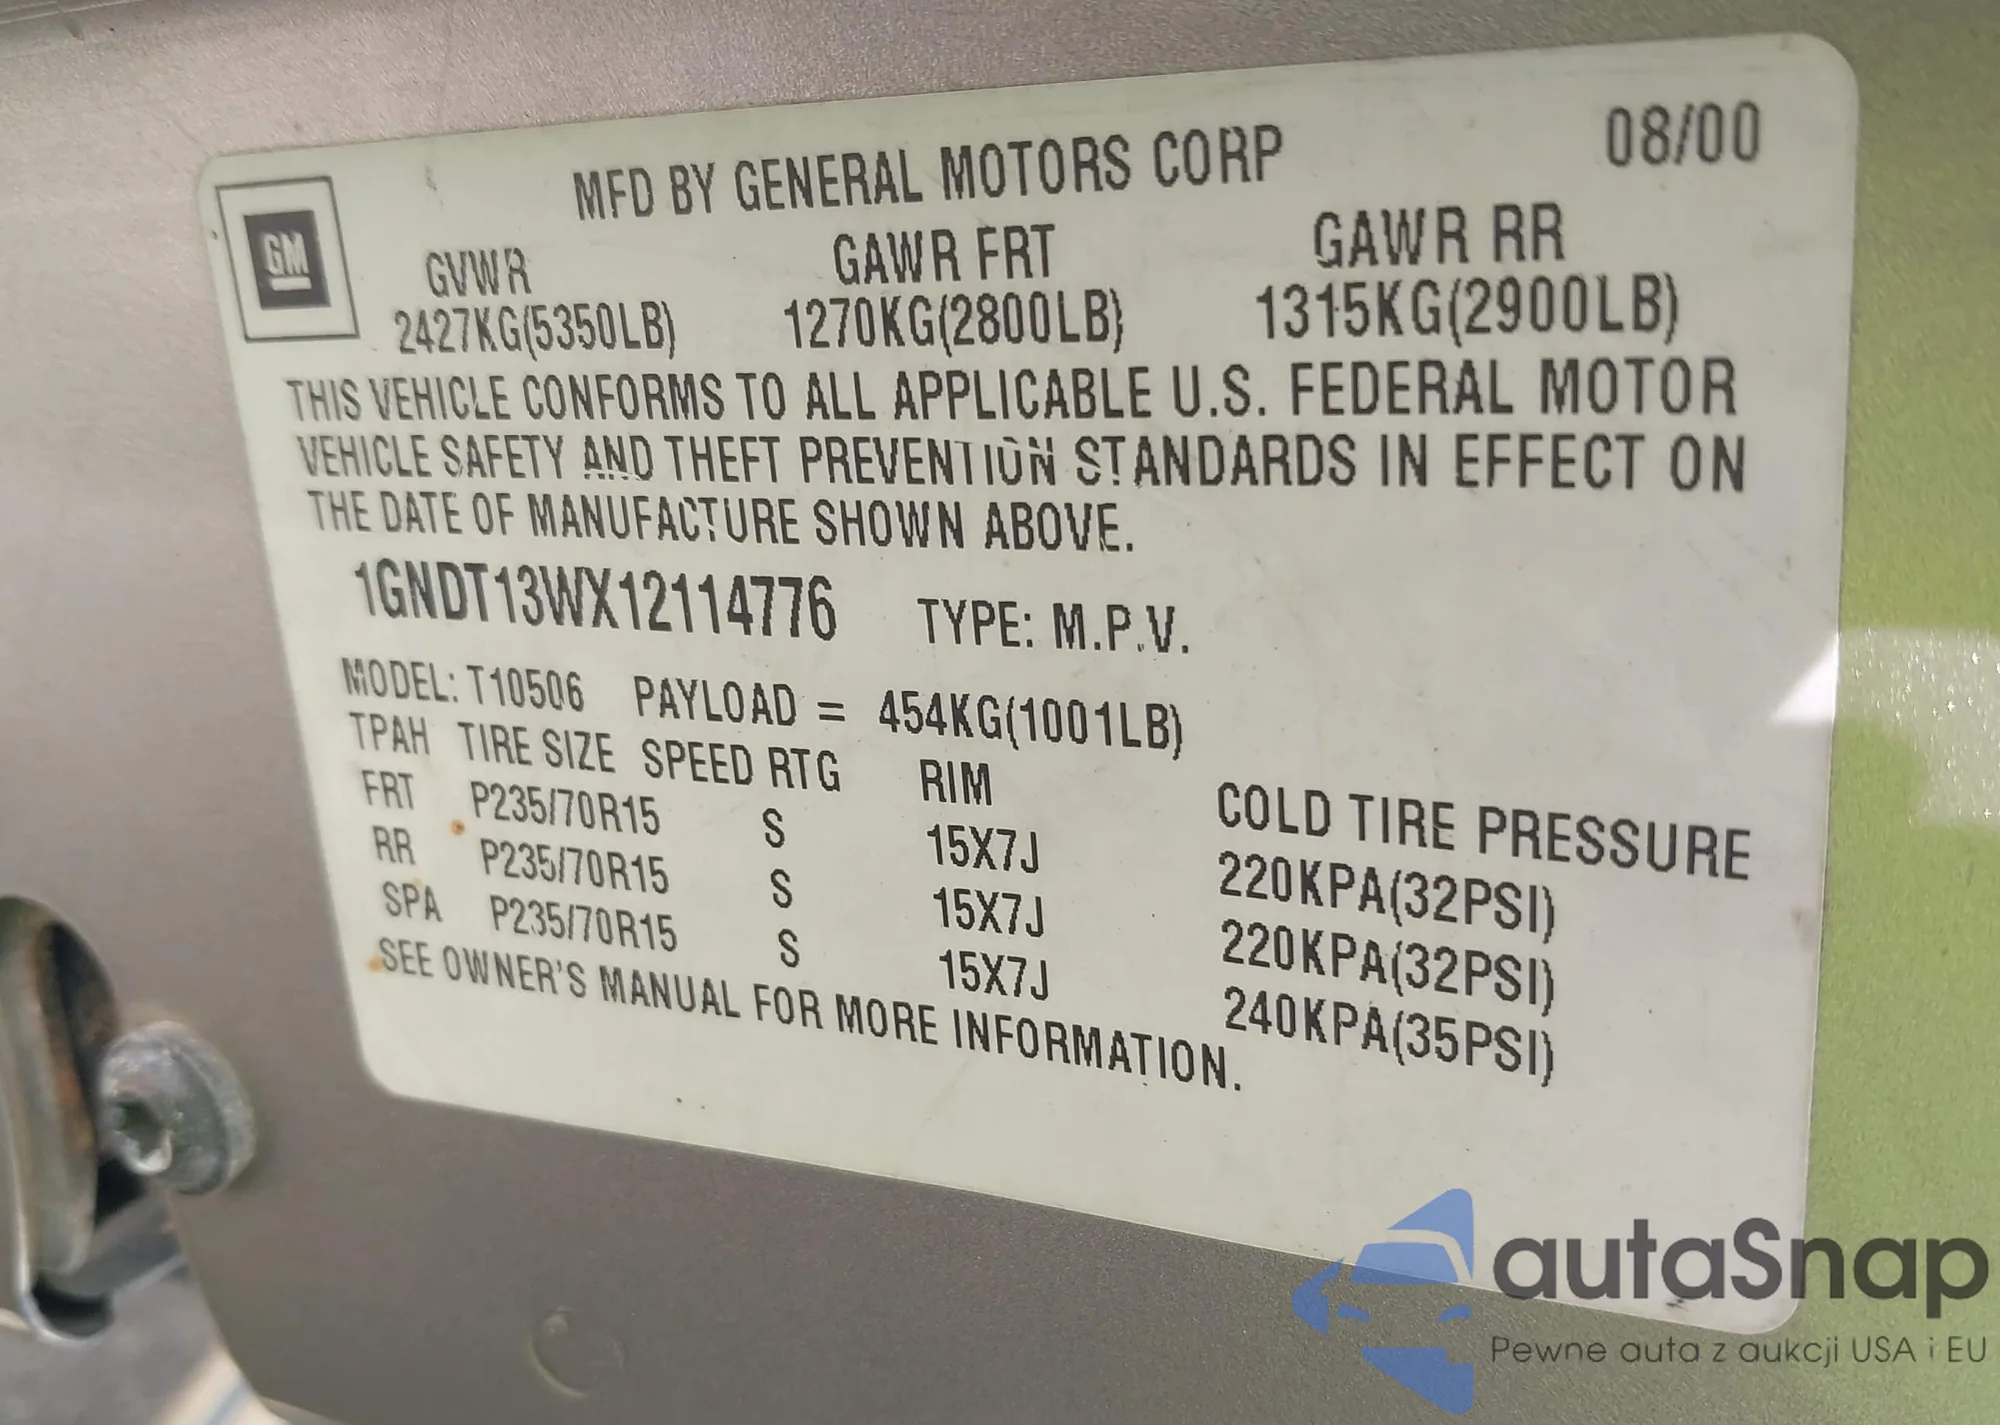 MFD BY GENERAL MOTORS CORP 08/00
GM
GVWR GAWR FRT GAWR RR
2427KG(5350LB) 1270KG(2800LB) 1315KG(2900LB)
THIS VEHICLE CONFORMS TO ALL APPLICABLE U.S. FEDERAL MOTOR
VEHICLE SAFETY AND THEFT PREVENTION STANDARDS IN EFFECT ON
THE DATE OF MANUFACTURE SHOWN ABOVE.
1GNDT13WX12114776 TYPE: M.P.V.
MODEL: T10506 PAYLOAD = 454KG(1001LB)
TPAH TIRE SIZE SPEED RTG RIM COLD TIRE PRESSURE
FRT P235/70R15 S 15X7J 220KPA(32PSI)
RR P235/70R15 S 15X7J 220KPA(32PSI)
SPA P235/70R15 S 15X7J 240KPA(35PSI)
SEE OWNER'S MANUAL FOR MORE INFORMATION.
autaSnap
Pewne auta z aukcji USA i EU